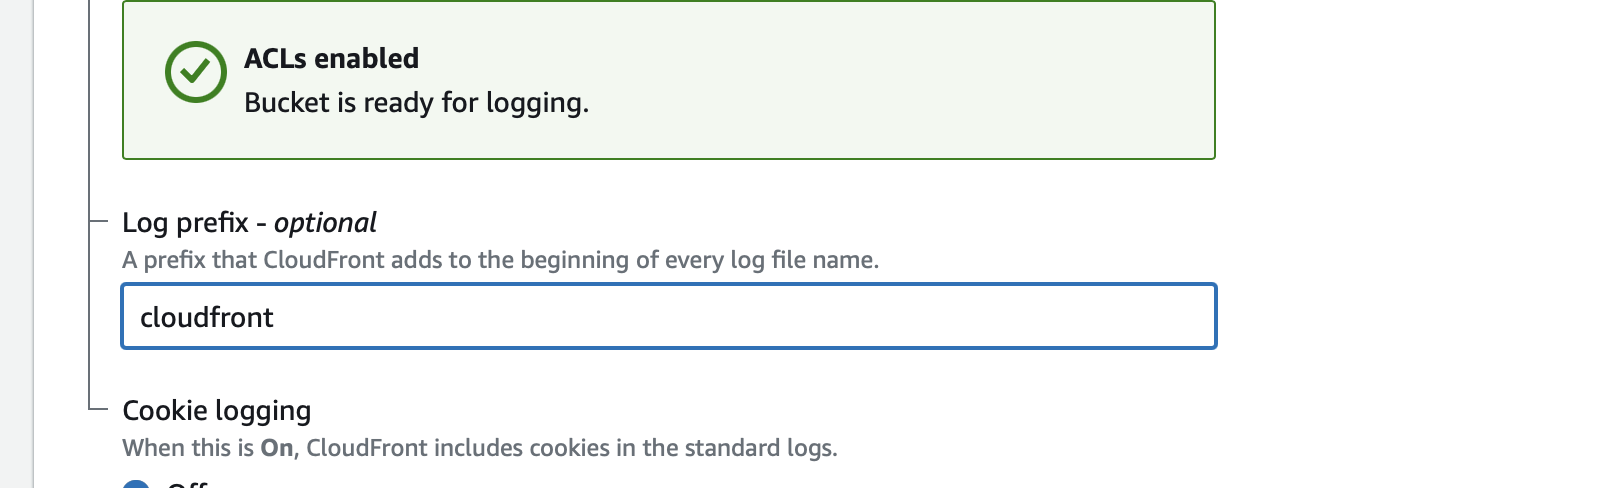 ACLs enabled
Bucket is ready for logging.
Log prefix - optional
A prefix that CloudFront adds to the beginning of every log file name.
cloudfront
Cookie logging
When this is On, CloudFront includes cookies in the standard logs.
Off